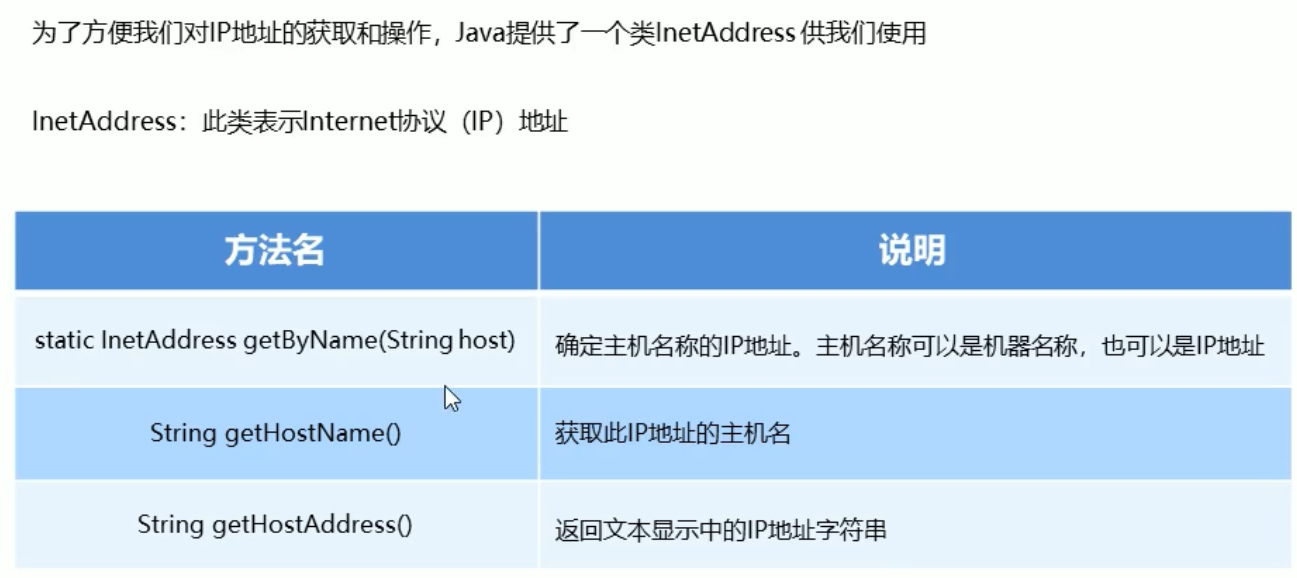 为了方便我们对IP地址的获取和操作，Java提供了一个类InetAddress 供我们使用
InetAddress：此类表示Internet协议（IP）地址
方法名 说明
static InetAddress getByName(String host) 确定主机名称的IP地址。主机名称可以是机器名称，也可以是IP地址
String getHostName() 获取此IP地址的主机名
String getHostAddress() 返回文本显示中的IP地址字符串